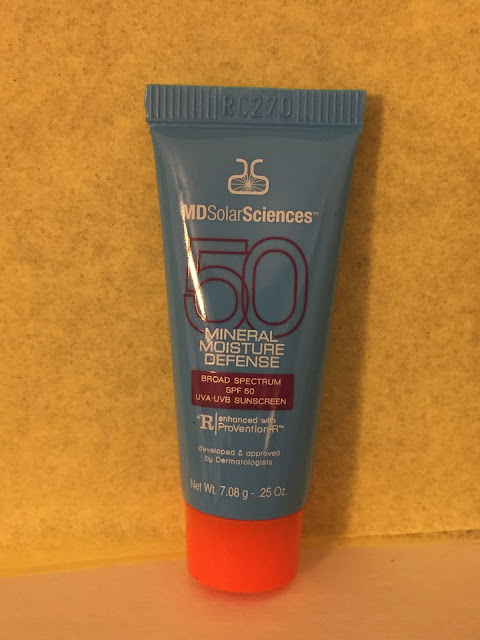 RC270
MDSolarSciences™
50
MINERAL
MOISTURE
DEFENSE
BROAD SPECTRUM
SPF 50
UVA-UVB SUNSCREEN
+R enhanced with
ProVention-R™
developed & approved
by Dermatologists
Net Wt. 7.08 g - .25 Oz.